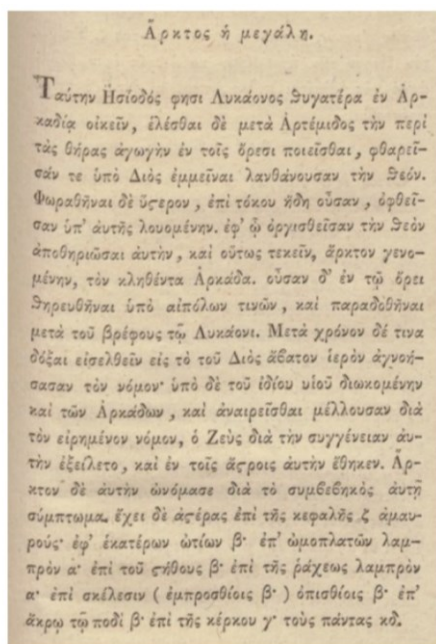 Ἄρκτος ἡ μεγάλη.
Ταύτην Ησίοδός φησι Λυκάονος θυγατέρα ἐν Ἀρ-
καδίᾳ οἰκεῖν, ἑλέσθαι δὲ μετὰ Ἀρτέμιδος τὴν περὶ
τὰς θήρας ἀγωγὴν ἐν τοῖς ὄρεσι ποιεῖσθαι, φθαρεῖ-
σάν τε ὑπὸ Διὸς ἐμμεῖναι λανθάνουσαν τὴν θεόν.
Φωραθῆναι δὲ ὕςερον, ἐπὶ τόκου ἤδη οὖσαν, ὀφθεῖ-
σαν ὑπ' αὐτῆς λουομένην. ἐφ' ᾧ ὀργισθεῖσαν τὴν θεὸν
ἀποθηριῶσαι αὐτὴν, καὶ οὕτως τεκεῖν, ἄρκτον γενο-
μένην, τὸν κληθέντα Ἀρκάδα. οὖσαν δ' ἐν τῷ ὄρει
θηρευθῆναι ὑπὸ αἰπόλων τινῶν, καὶ παραδοθῆναι
μετὰ τοῦ βρέφους τῷ Λυκάονι. Μετὰ χρόνον δέ τινα
δόξαι εἰσελθεῖν εἰς τὸ τοῦ Διὸς ἄβατον ἱερὸν ἀγνοή-
σασαν τὸν νόμον· ὑπὸ δὲ τοῦ ἰδίου υἱοῦ διωκομένην
καὶ τῶν Ἀρκάδων, καὶ ἀναιρεῖσθαι μέλλουσαν διὰ
τὸν εἰρημένον νόμον, ὁ Ζεὺς διὰ τὴν συγγένειαν αὐ-
τὴν ἐξείλετο, καὶ ἐν τοῖς ἄςροις αὐτὴν ἔθηκεν. Ἄρ-
κτον δὲ αὐτὴν ὠνόμασε διὰ τὸ συμβεβηκὸς αὐτῇ
σύμπτωμα. ἔχει δὲ ἀςέρας ἐπὶ τῆς κεφαλῆς ζ ἀμαυ-
ρούς· ἐφ' ἑκατέρων ὠτίων β· ἐπ' ὠμοπλατῶν λαμ-
πρὸν α· ἐπὶ τοῦ ςήθους β· ἐπὶ τῆς ῥάχεως λαμπρὸν
α· ἐπὶ σκέλεσιν (ἐμπροσθίοις β·) ὀπισθίοις β· ἐπ'
ἄκρῳ τῷ ποδὶ β· ἐπὶ τῆς κέρκου γ· τοὺς πάντας κδ.